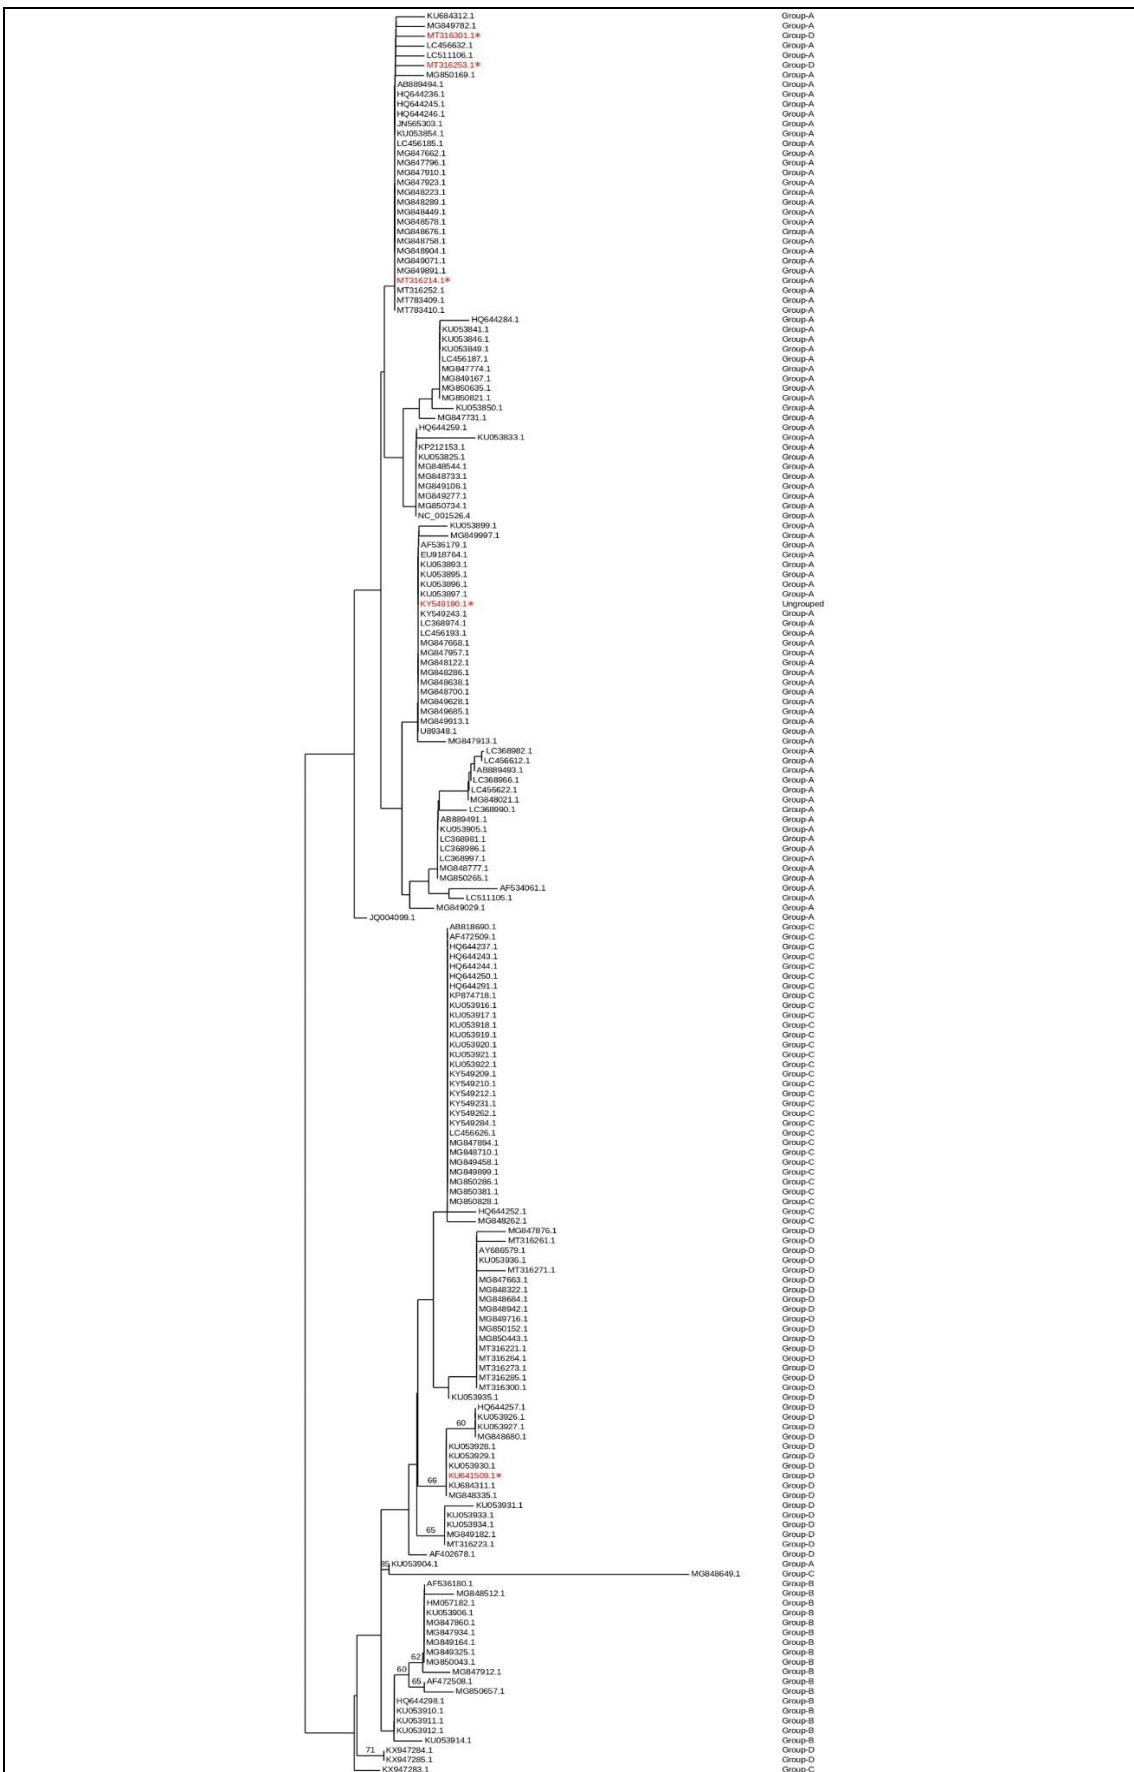 KU684312.1 Group-A
MG849782.1 Group-A
MT316301.1* Group-D
LC456632.1 Group-A
LC511106.1 Group-A
MT316253.1* Group-D
MG850169.1 Group-A
AB889494.1 Group-A
HQ644236.1 Group-A
HQ644245.1 Group-A
HQ644246.1 Group-A
JN565303.1 Group-A
KU053854.1 Group-A
LC456185.1 Group-A
MG847662.1 Group-A
MG847796.1 Group-A
MG847910.1 Group-A
MG847923.1 Group-A
MG848223.1 Group-A
MG848289.1 Group-A
MG848449.1 Group-A
MG848578.1 Group-A
MG848676.1 Group-A
MG848758.1 Group-A
MG848904.1 Group-A
MG849071.1 Group-A
MG849891.1 Group-A
MT316214.1* Group-A
MT316252.1 Group-A
MT783409.1 Group-A
MT783410.1 Group-A
HQ644284.1 Group-A
KU053841.1 Group-A
KU053846.1 Group-A
KU053849.1 Group-A
LC456187.1 Group-A
MG847774.1 Group-A
MG849167.1 Group-A
MG850635.1 Group-A
MG850821.1 Group-A
KU053850.1 Group-A
MG847731.1 Group-A
HQ644259.1 Group-A
KU053833.1 Group-A
KP212153.1 Group-A
KU053825.1 Group-A
MG848544.1 Group-A
MG848733.1 Group-A
MG849106.1 Group-A
MG849277.1 Group-A
MG850734.1 Group-A
NC_001526.4 Group-A
KU053899.1 Group-A
MG849997.1 Group-A
AF536179.1 Group-A
EU918764.1 Group-A
KU053893.1 Group-A
KU053895.1 Group-A
KU053896.1 Group-A
KU053897.1 Group-A
KY549190.1* Ungrouped
KY549243.1 Group-A
LC368974.1 Group-A
LC456193.1 Group-A
MG847668.1 Group-A
MG847957.1 Group-A
MG848122.1 Group-A
MG848286.1 Group-A
MG848638.1 Group-A
MG848700.1 Group-A
MG849628.1 Group-A
MG849685.1 Group-A
MG849913.1 Group-A
U89348.1 Group-A
MG847913.1 Group-A
LC368982.1 Group-A
LC456612.1 Group-A
AB889493.1 Group-A
LC368966.1 Group-A
LC456622.1 Group-A
MG848021.1 Group-A
LC368990.1 Group-A
AB889491.1 Group-A
KU053905.1 Group-A
LC368981.1 Group-A
LC368986.1 Group-A
LC368997.1 Group-A
MG848777.1 Group-A
MG850265.1 Group-A
AF534061.1 Group-A
LC511105.1 Group-A
MG849029.1 Group-A
JQ004099.1 Group-A
AB818690.1 Group-C
AF472509.1 Group-C
HQ644237.1 Group-C
HQ644243.1 Group-C
HQ644244.1 Group-C
HQ644250.1 Group-C
HQ644291.1 Group-C
KP874718.1 Group-C
KU053916.1 Group-C
KU053917.1 Group-C
KU053918.1 Group-C
KU053919.1 Group-C
KU053920.1 Group-C
KU053921.1 Group-C
KU053922.1 Group-C
KY549209.1 Group-C
KY549210.1 Group-C
KY549212.1 Group-C
KY549231.1 Group-C
KY549262.1 Group-C
KY549284.1 Group-C
LC456626.1 Group-C
MG847894.1 Group-C
MG848710.1 Group-C
MG849458.1 Group-C
MG849899.1 Group-C
MG850286.1 Group-C
MG850381.1 Group-C
MG850828.1 Group-C
HQ644252.1 Group-C
MG848262.1 Group-C
MG847876.1 Group-D
MT316261.1 Group-D
AY686579.1 Group-D
KU053936.1 Group-D
MT316271.1 Group-D
MG847663.1 Group-D
MG848322.1 Group-D
MG848684.1 Group-D
MG848942.1 Group-D
MG849716.1 Group-D
MG850152.1 Group-D
MG850443.1 Group-D
MT316221.1 Group-D
MT316264.1 Group-D
MT316273.1 Group-D
MT316285.1 Group-D
MT316300.1 Group-D
KU053935.1 Group-D
HQ644257.1 Group-D
KU053926.1 Group-D
60 KU053927.1 Group-D
MG848680.1 Group-D
KU053928.1 Group-D
KU053929.1 Group-D
KU053930.1 Group-D
66 KU641509.1* Group-D
KU684311.1 Group-D
MG848335.1 Group-D
KU053931.1 Group-D
KU053933.1 Group-D
65 KU053934.1 Group-D
MG849182.1 Group-D
MT316223.1 Group-D
AF402678.1 Group-D
85 KU053904.1 Group-A
MG848649.1 Group-C
AF536180.1 Group-B
MG848512.1 Group-B
HM057182.1 Group-B
KU053906.1 Group-B
MG847860.1 Group-B
MG847934.1 Group-B
MG849164.1 Group-B
MG849325.1 Group-B
62 MG850043.1 Group-B
60 MG847912.1 Group-B
65 AF472508.1 Group-B
MG850657.1 Group-B
HQ644298.1 Group-B
KU053910.1 Group-B
KU053911.1 Group-B
KU053912.1 Group-B
KU053914.1 Group-B
71 KX947284.1 Group-D
KX947285.1 Group-D
KX947283.1 Group-C